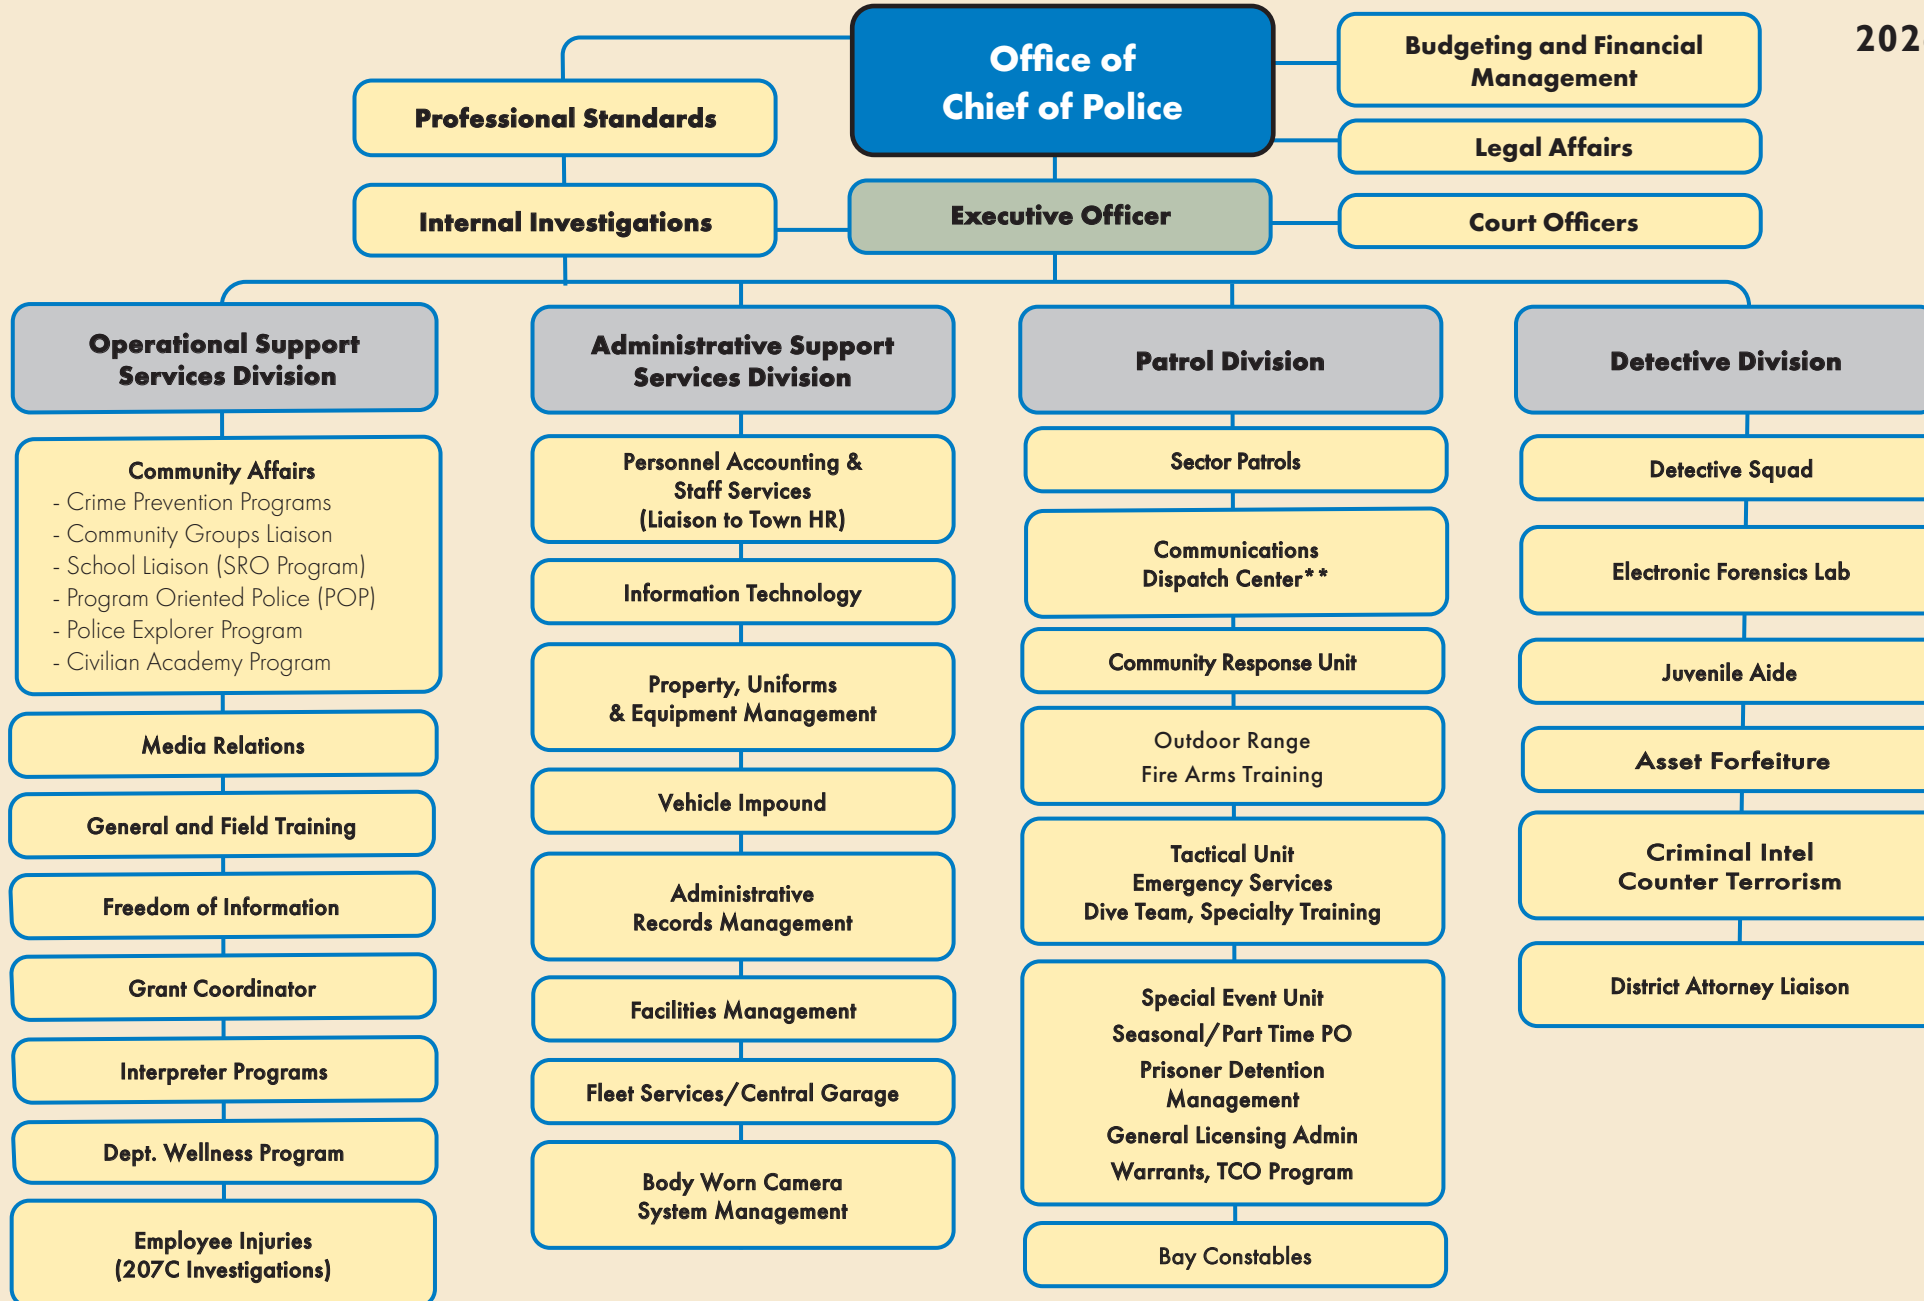 Office of
Chief of Police
Budgeting and Financial
Management
Professional Standards
Legal Affairs
Internal Investigations
Executive Officer
Court Officers
Operational Support
Services Division
Community Affairs
- Crime Prevention Programs
- Community Groups Liaison
- School Liaison (SRO Program)
- Program Oriented Police (POP)
- Police Explorer Program
- Civilian Academy Program
Media Relations
General and Field Training
Freedom of Information
Grant Coordinator
Interpreter Programs
Dept. Wellness Program
Employee Injuries
(207C Investigations)
Administrative Support
Services Division
Personnel Accounting &
Staff Services
(Liaison to Town HR)
Information Technology
Property, Uniforms
& Equipment Management
Vehicle Impound
Administrative
Records Management
Facilities Management
Fleet Services/Central Garage
Body Worn Camera
System Management
Patrol Division
Sector Patrols
Communications
Dispatch Center**
Community Response Unit
Outdoor Range
Fire Arms Training
Tactical Unit
Emergency Services
Dive Team, Specialty Training
Special Event Unit
Seasonal/Part Time PO
Prisoner Detention
Management
General Licensing Admin
Warrants, TCO Program
Bay Constables
Detective Division
Detective Squad
Electronic Forensics Lab
Juvenile Aide
Asset Forfeiture
Criminal Intel
Counter Terrorism
District Attorney Liaison